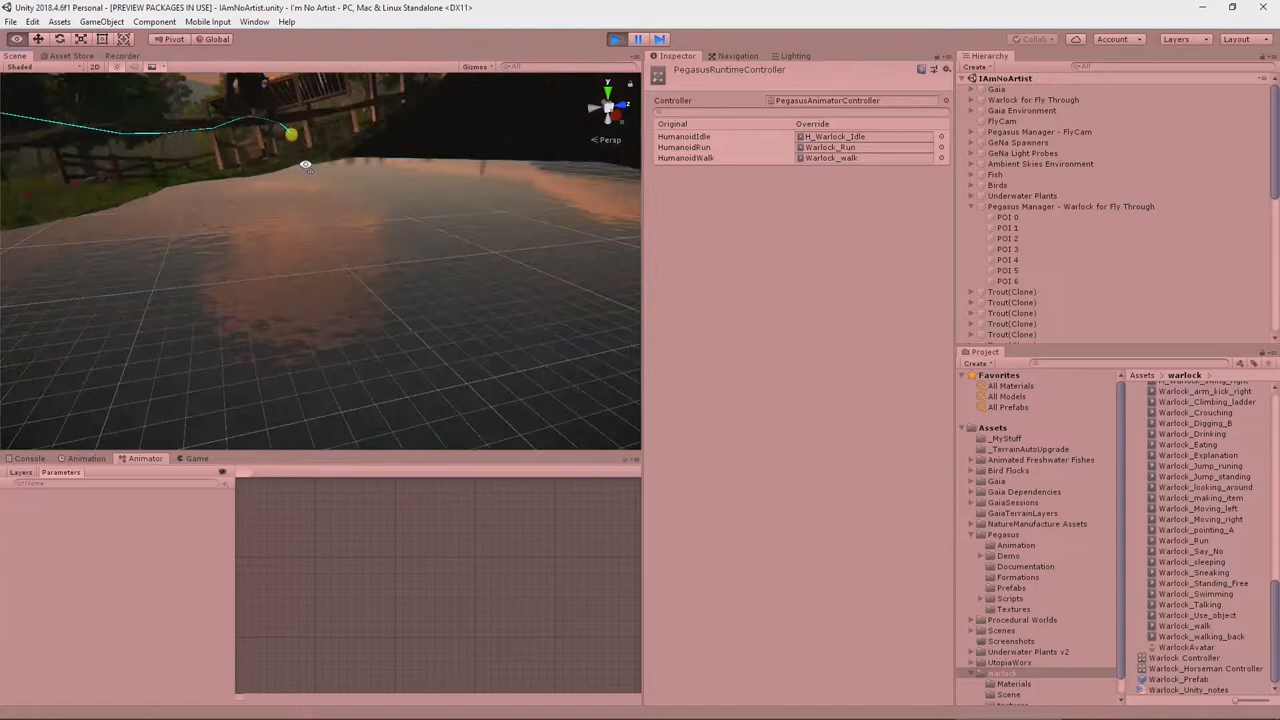 Unity 2018.4.6f1 Personal - [PREVIEW PACKAGES IN USE] - IAmNoArtist.unity - I'm No Artist - PC, Mac & Linux Standalone <DX11>
File Edit Assets GameObject Component Mobile Input Window Help
Pivot Global Collab Account Layers Layout
Scene Asset Store Recorder
Shaded 2D Gizmos All
y
z
Persp
Inspector Navigation Lighting
PegasusRuntimeController
Controller PegasusAnimatorController
Original Override
HumanoidIdle H_Warlock_Idle
HumanoidRun Warlock_Run
HumanoidWalk Warlock_walk
Hierarchy
Create All
IAmNoArtist
Gaia
Warlock for Fly Through
Gaia Environment
FlyCam
Pegasus Manager - FlyCam
GeNa Spawners
GeNa Light Probes
Ambient Skies Environment
Fish
Birds
Underwater Plants
Pegasus Manager - Warlock for Fly Through
POI 0
POI 1
POI 2
POI 3
POI 4
POI 5
POI 6
Trout(Clone)
Trout(Clone)
Trout(Clone)
Trout(Clone)
Trout(Clone)
Console Animation Animator Game
Layers Parameters
Name
Project
Create
Favorites
All Materials
All Models
All Prefabs
Assets
_MyStuff
_TerrainAutoUpgrade
Animated Freshwater Fishes
Bird Flocks
Gaia
Gaia Dependencies
GaiaSessions
GaiaTerrainLayers
NatureManufacture Assets
Pegasus
Animation
Demo
Documentation
Formations
Prefabs
Scripts
Textures
Procedural Worlds
Scenes
Screenshots
Underwater Plants v2
UtopiaWorx
warlock
Materials
Scene
Assets warlock
Warlock_arm_kick_right
Warlock_Climbing_ladder
Warlock_Crouching
Warlock_Digging_B
Warlock_Drinking
Warlock_Eating
Warlock_Explanation
Warlock_Jump_runing
Warlock_Jump_standing
Warlock_looking_around
Warlock_making_item
Warlock_Moving_left
Warlock_Moving_right
Warlock_pointing_A
Warlock_Run
Warlock_Say_No
Warlock_sleeping
Warlock_Sneaking
Warlock_Standing_Free
Warlock_Swimming
Warlock_Talking
Warlock_Use_object
Warlock_walk
Warlock_walking_back
WarlockAvatar
Warlock Controller
Warlock_Horseman Controller
Warlock_Prefab
Warlock_Unity_notes